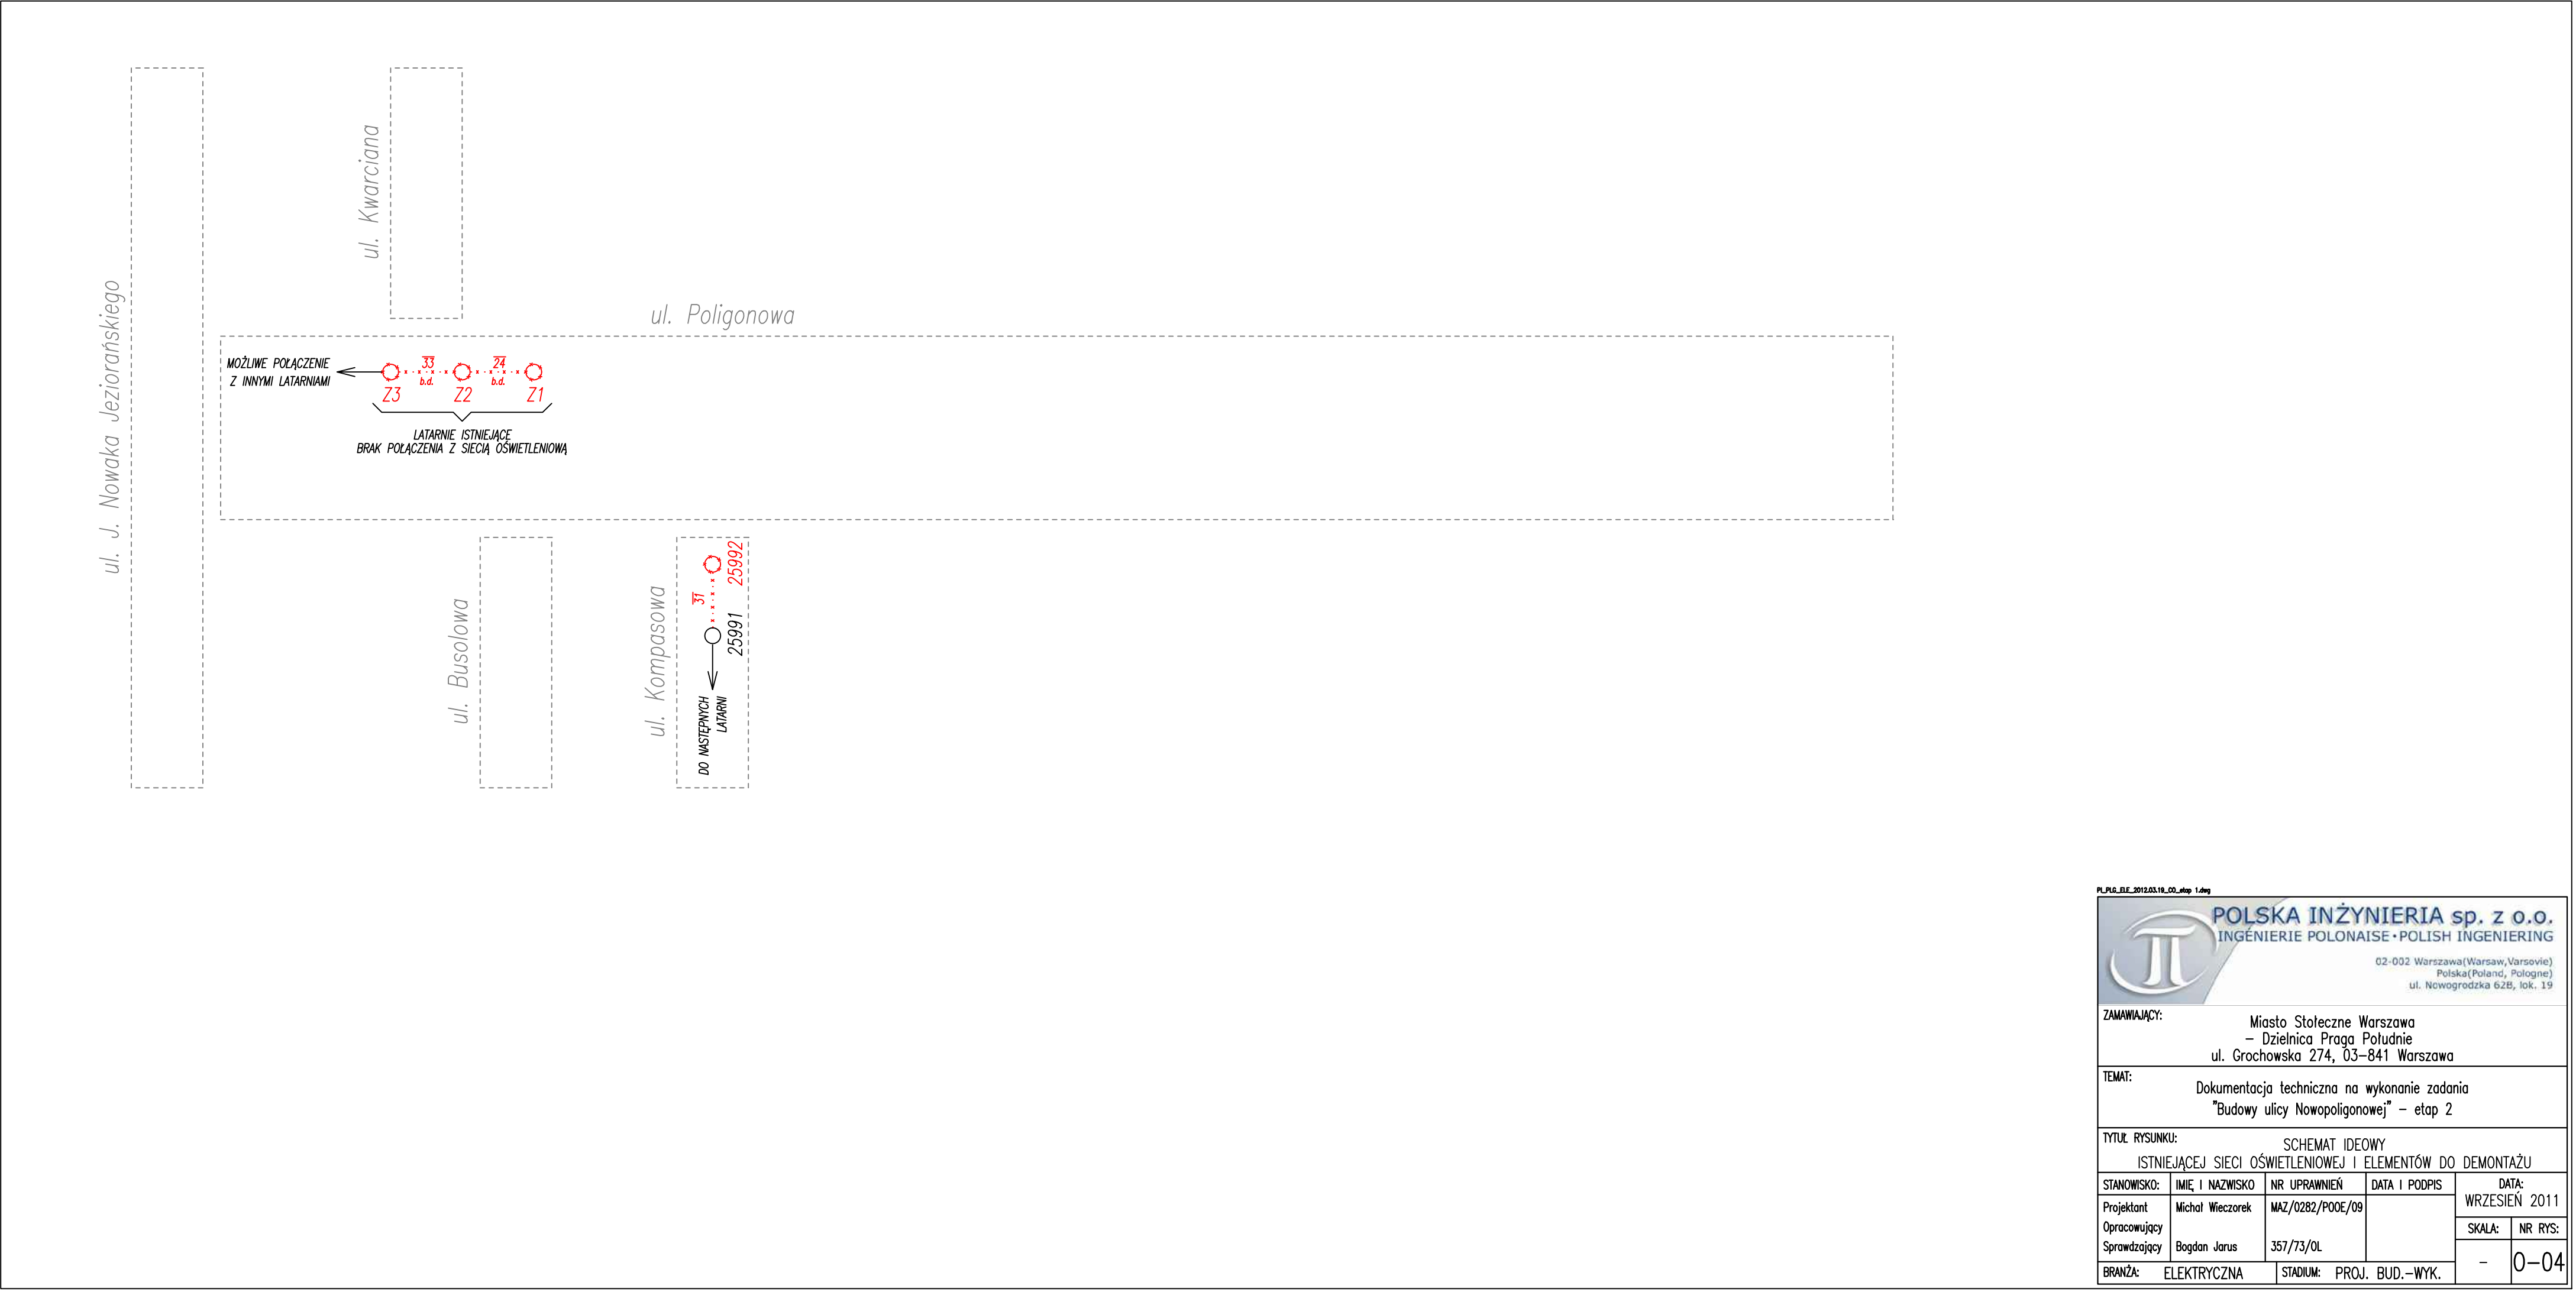 ul. J. Nowaka Jeziorańskiego
ul. Kwarciana
ul. Poligonowa
MOŻLIWE POŁĄCZENIE
Z INNYMI LATARNIAMI
33
24
b.d.
b.d.
Z3
Z2
Z1
LATARNIE ISTNIEJĄCE
BRAK POŁĄCZENIA Z SIECIĄ OŚWIETLENIOWĄ
ul. Busolowa
ul. Kompasowa
31
25992
25991
DO NASTĘPNYCH
LATARNI
PI_PLG_ELE_2012.03.19_CO_etap 1.dwg
POLSKA INŻYNIERIA sp. z o.o.
INGÉNIERIE POLONAISE • POLISH INGENIERING
02-002 Warszawa(Warsaw,Varsovie)
Polska(Poland, Pologne)
ul. Nowogrodzka 62B, lok. 19
ZAMAWIAJĄCY:
Miasto Stołeczne Warszawa
– Dzielnica Praga Południe
ul. Grochowska 274, 03–841 Warszawa
TEMAT:
Dokumentacja techniczna na wykonanie zadania
"Budowy ulicy Nowopoligonowej" – etap 2
TYTUŁ RYSUNKU:
SCHEMAT IDEOWY
ISTNIEJĄCEJ SIECI OŚWIETLENIOWEJ I ELEMENTÓW DO DEMONTAŻU
STANOWISKO: IMIĘ I NAZWISKO NR UPRAWNIEŃ DATA I PODPIS DATA:
WRZESIEŃ 2011
Projektant Michał Wieczorek MAZ/0282/POOE/09
Opracowujący
SKALA: NR RYS:
Sprawdzający Bogdan Jarus 357/73/OL
– O–04
BRANŻA: ELEKTRYCZNA STADIUM: PROJ. BUD.–WYK.